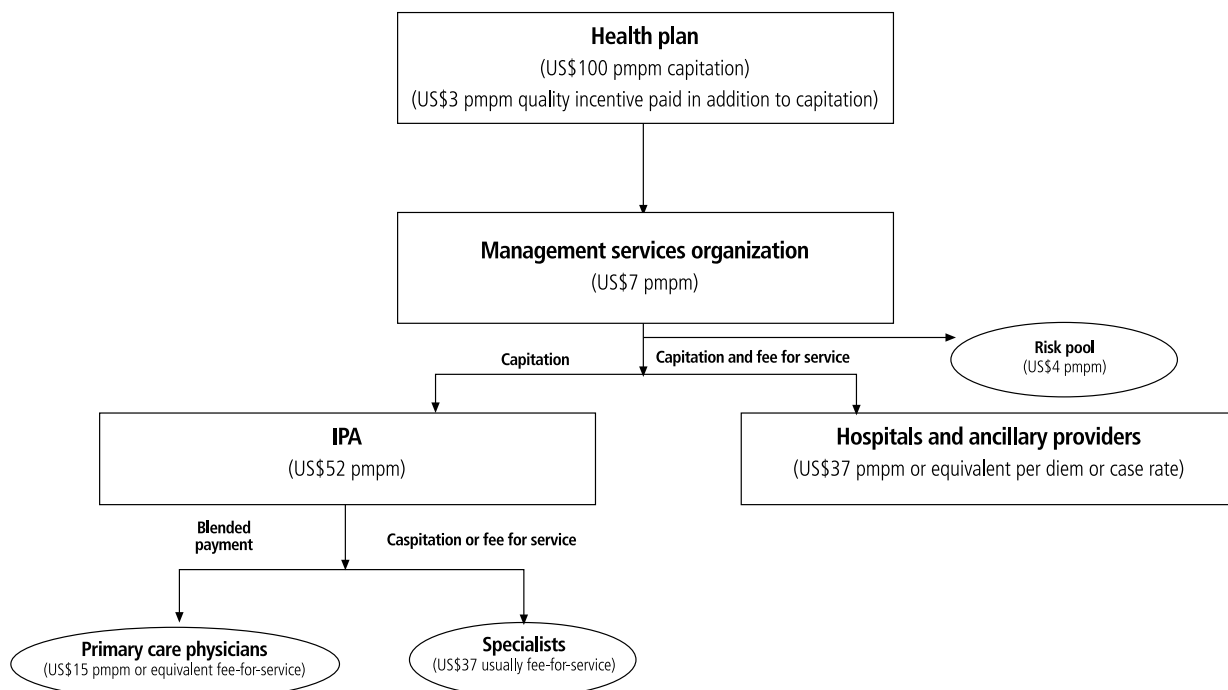 Health plan
(US$100 pmpm capitation)
(US$3 pmpm quality incentive paid in addition to capitation)
Management services organization
(US$7 pmpm)
Capitation
Capitation and fee for service
Risk pool
(US$4 pmpm)
IPA
(US$52 pmpm)
Hospitals and ancillary providers
(US$37 pmpm or equivalent per diem or case rate)
Blended
payment
Caspitation or fee for service
Primary care physicians
(US$15 pmpm or equivalent fee-for-service)
Specialists
(US$37 usually fee-for-service)